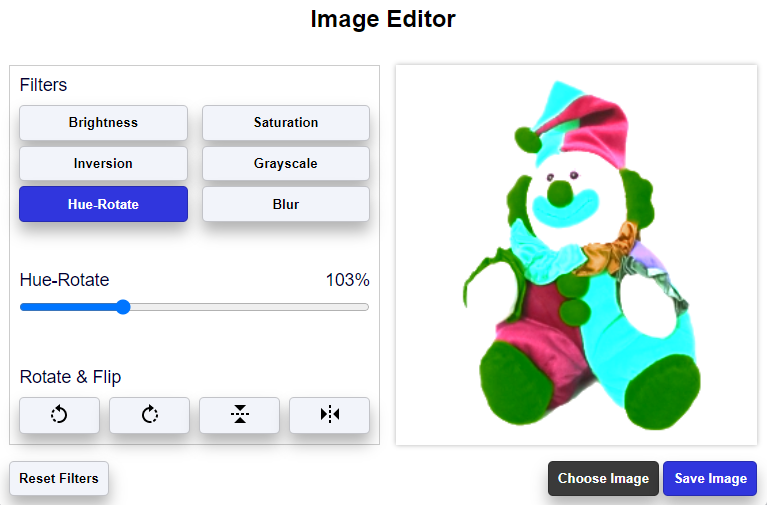 Image Editor
Filters
Brightness
Saturation
Inversion
Grayscale
Hue-Rotate
Blur
Hue-Rotate 103%
Rotate & Flip
Reset Filters
Choose Image
Save Image